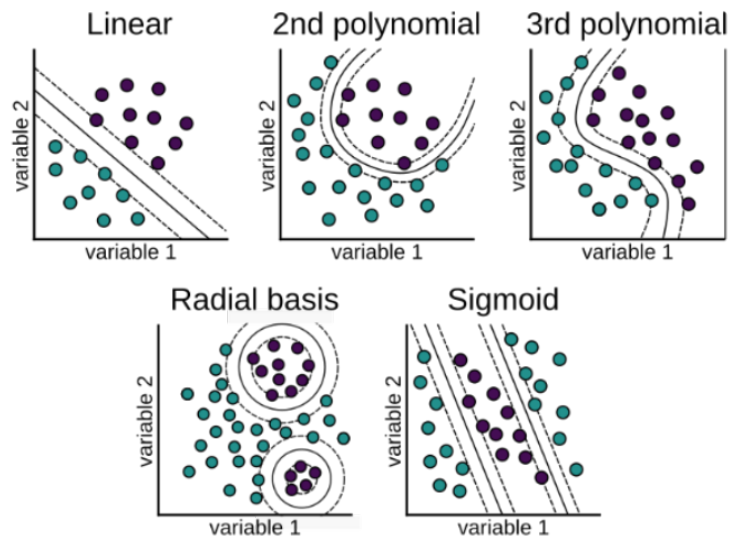 Linear
2nd polynomial
3rd polynomial
variable 2
variable 2
variable 2
variable 1
variable 1
variable 1
Radial basis
Sigmoid
variable 2
variable 2
variable 1
variable 1